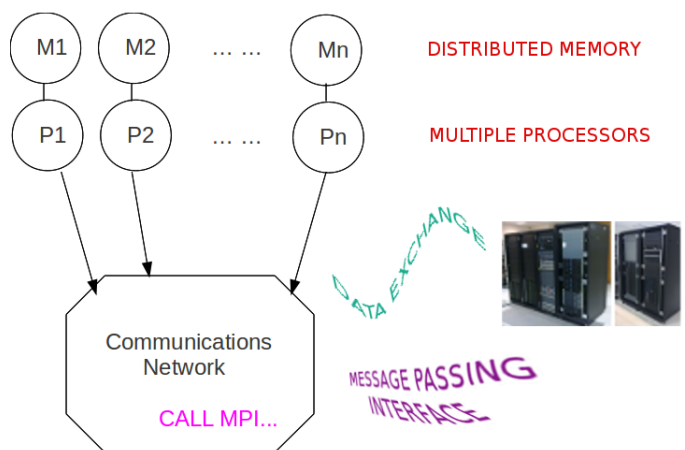 M1 M2 ... ... Mn DISTRIBUTED MEMORY
P1 P2 ... ... Pn MULTIPLE PROCESSORS
DATA EXCHANGE
Communications
Network
CALL MPI...
MESSAGE PASSING
INTERFACE